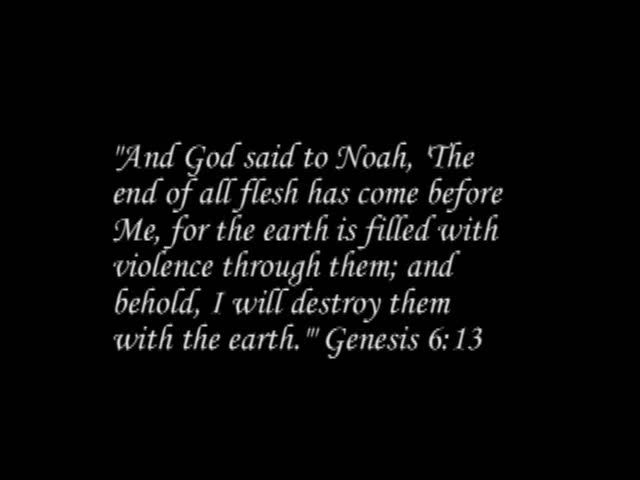 "And God said to Noah, 'The
end of all flesh has come before
Me, for the earth is filled with
violence through them; and
behold, I will destroy them
with the earth.'" Genesis 6:13